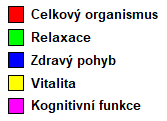 Celkový organismus
Relaxace
Zdravý pohyb
Vitalita
Kognitivní funkce